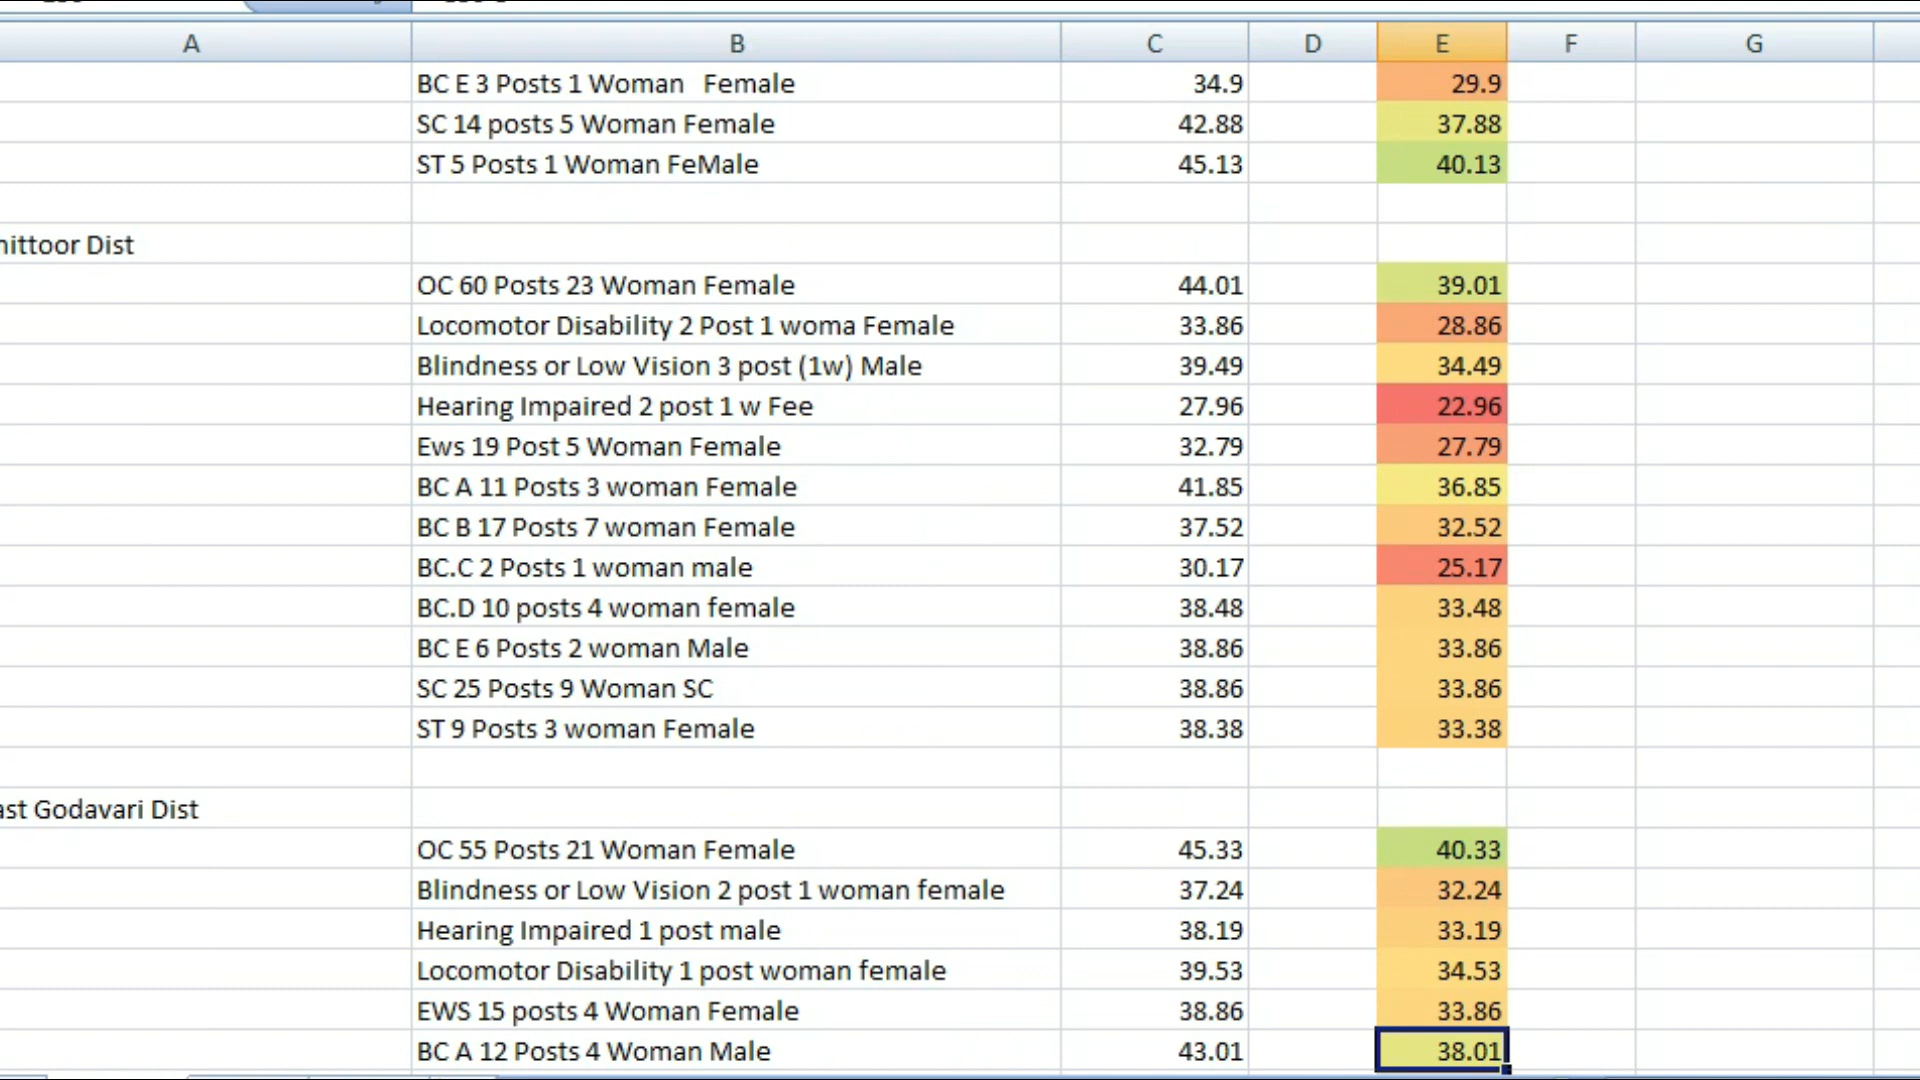 A B C D E F G
BC E 3 Posts 1 Woman Female 34.9 29.9
SC 14 posts 5 Woman Female 42.88 37.88
ST 5 Posts 1 Woman FeMale 45.13 40.13
hittoor Dist
OC 60 Posts 23 Woman Female 44.01 39.01
Locomotor Disability 2 Post 1 woma Female 33.86 28.86
Blindness or Low Vision 3 post (1w) Male 39.49 34.49
Hearing Impaired 2 post 1 w Fee 27.96 22.96
Ews 19 Post 5 Woman Female 32.79 27.79
BC A 11 Posts 3 woman Female 41.85 36.85
BC B 17 Posts 7 woman Female 37.52 32.52
BC.C 2 Posts 1 woman male 30.17 25.17
BC.D 10 posts 4 woman female 38.48 33.48
BC E 6 Posts 2 woman Male 38.86 33.86
SC 25 Posts 9 Woman SC 38.86 33.86
ST 9 Posts 3 woman Female 38.38 33.38
ast Godavari Dist
OC 55 Posts 21 Woman Female 45.33 40.33
Blindness or Low Vision 2 post 1 woman female 37.24 32.24
Hearing Impaired 1 post male 38.19 33.19
Locomotor Disability 1 post woman female 39.53 34.53
EWS 15 posts 4 Woman Female 38.86 33.86
BC A 12 Posts 4 Woman Male 43.01 38.01